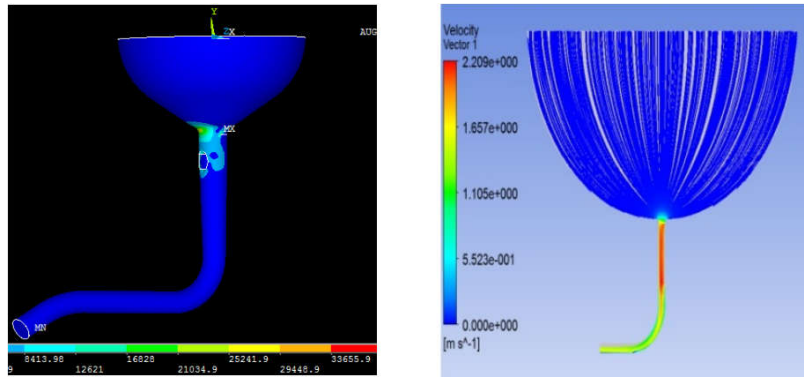 Y
ZX
AUG
MX
MN
8413.98 16828 25241.9 33655.9
9 12621 21034.9 29448.9
Velocity
Vector 1
2.209e+000
1.657e+000
1.105e+000
5.523e-001
0.000e+000
[m s^-1]